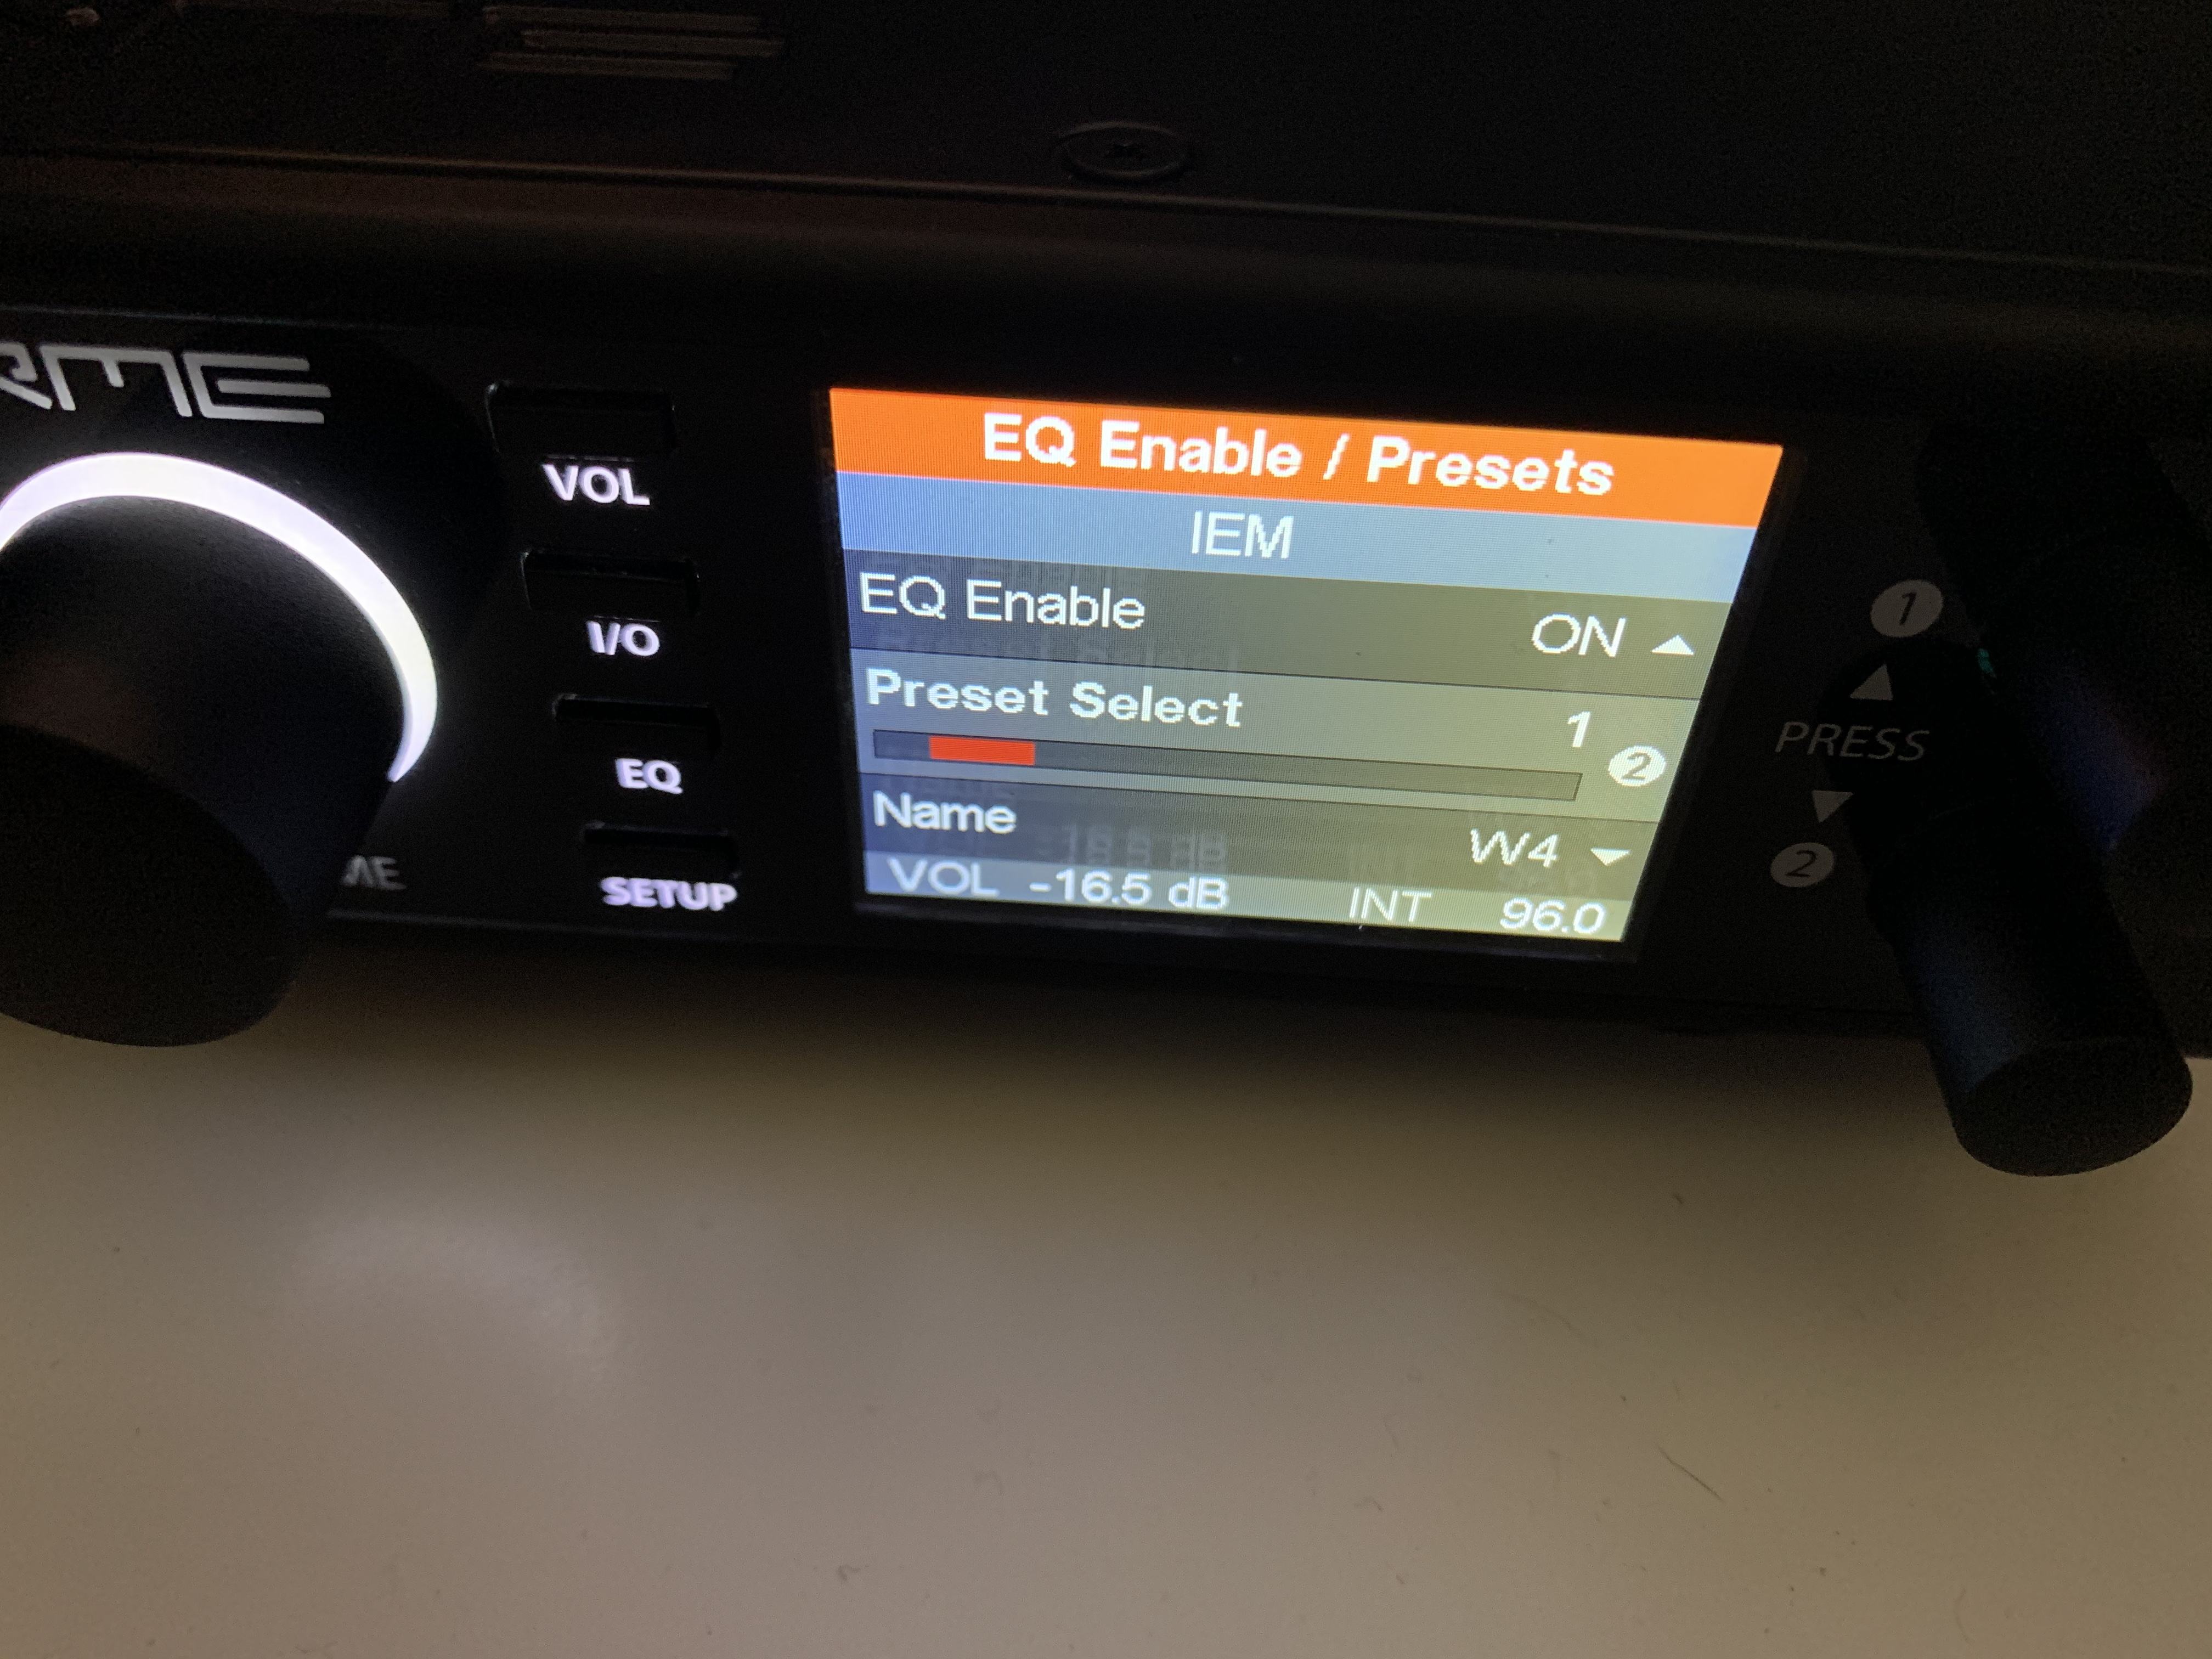 RME
VOL
I/O
EQ
SETUP
EQ Enable / Presets
IEM
EQ Enable ON
Preset Select 1
2
Name W4
VOL -16.5 dB INT 96.0
1
PRESS
2